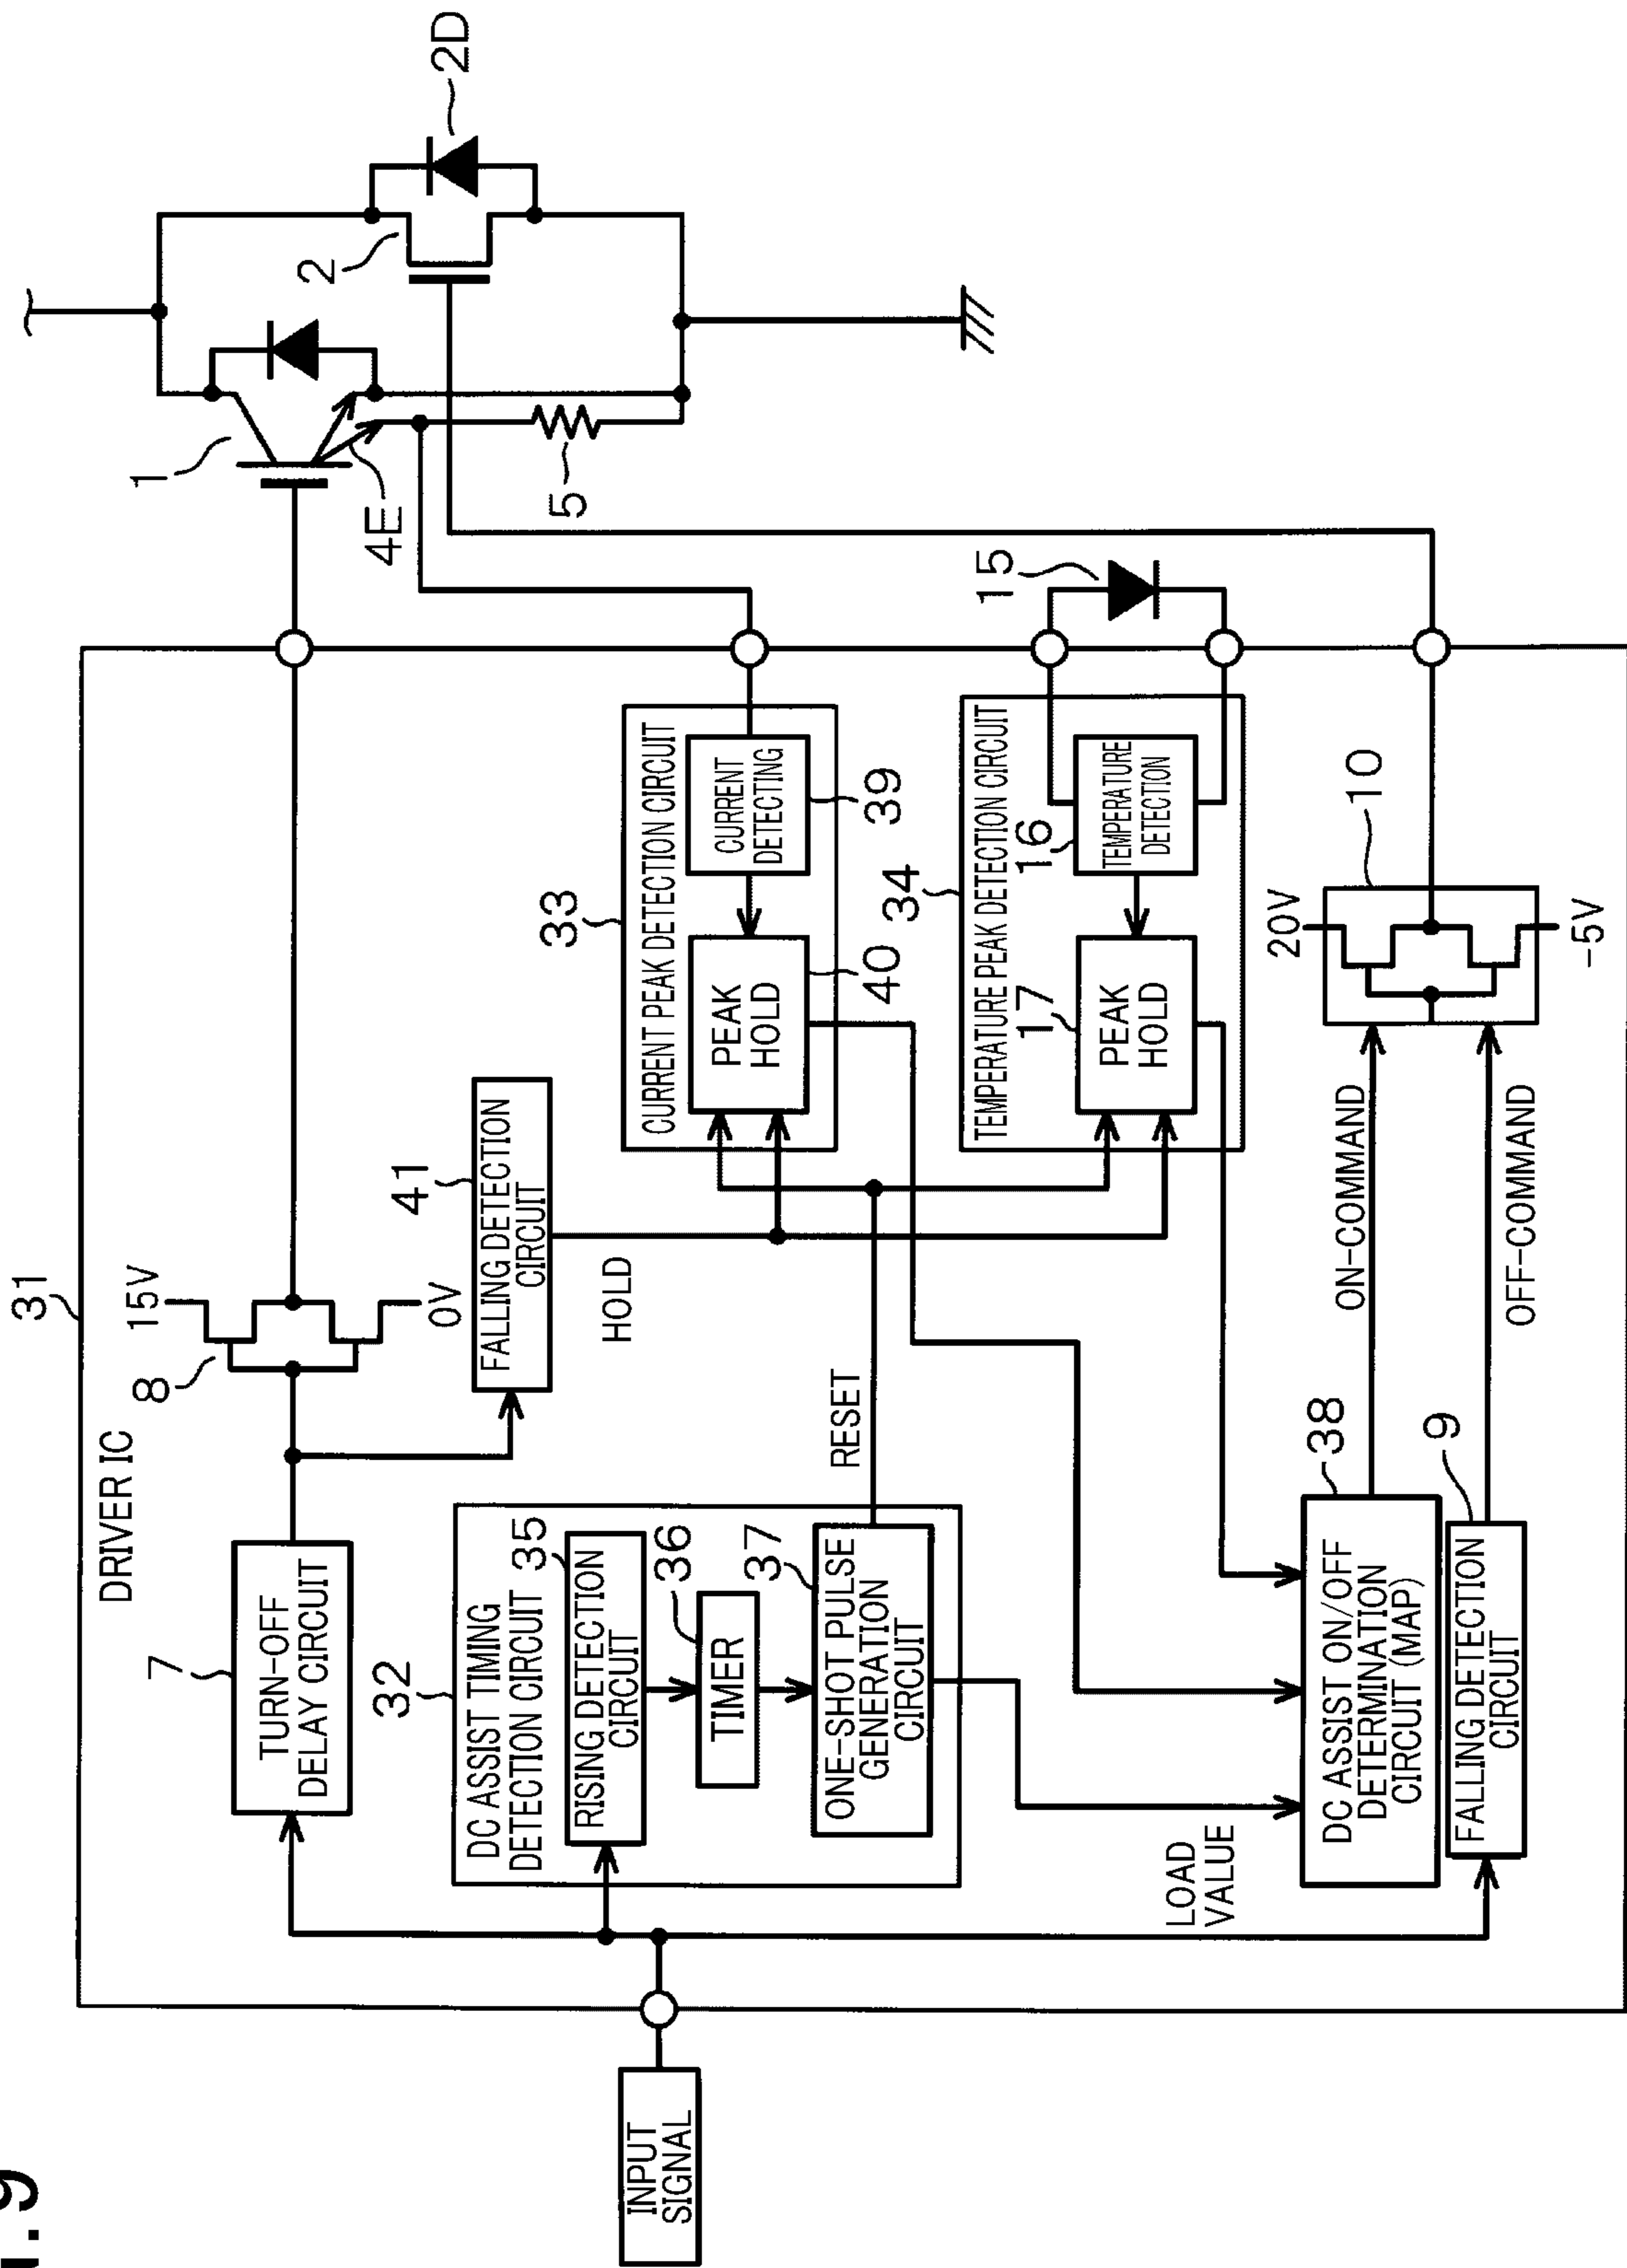 31
DRIVER IC
7
TURN-OFF
DELAY CIRCUIT
8
15V
0V
41
FALLING DETECTION
CIRCUIT
HOLD
1
4E
5
2
2D
INPUT
SIGNAL
32
DC ASSIST TIMING
DETECTION CIRCUIT
35
RISING DETECTION
CIRCUIT
36
TIMER
37
ONE-SHOT PULSE
GENERATION
CIRCUIT
RESET
33
CURRENT PEAK DETECTION CIRCUIT
PEAK
HOLD
40
CURRENT
DETECTING
39
34
TEMPERATURE PEAK DETECTION CIRCUIT
17
PEAK
HOLD
16
TEMPERATURE
DETECTION
15
LOAD
VALUE
38
DC ASSIST ON/OFF
DETERMINATION
CIRCUIT (MAP)
9
FALLING DETECTION
CIRCUIT
ON-COMMAND
OFF-COMMAND
10
20V
-5V